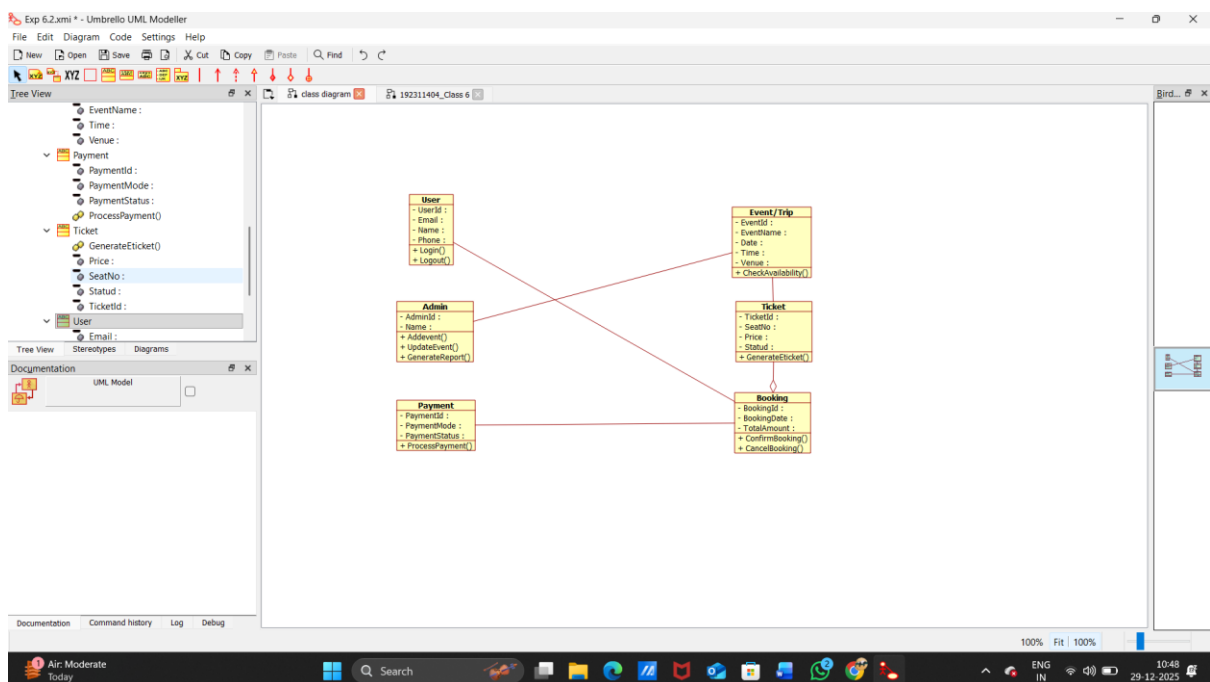 Exp 6.2.xmi * - Umbrello UML Modeller
File Edit Diagram Code Settings Help
New Open Save Cut Copy Paste Find
XYZ
Tree View
EventName :
Time :
Venue :
Payment
PaymentId :
PaymentMode :
PaymentStatus :
ProcessPayment()
Ticket
GenerateEticket()
Price :
SeatNo :
Statud :
TicketId :
User
Email :
Tree View Stereotypes Diagrams
Documentation
UML Model
Documentation Command history Log Debug
class diagram
192311404_Class 6
User
- UserId :
- Email :
- Name :
- Phone :
+ Login()
+ Logout()
Event/Trip
- EventId :
- EventName :
- Date :
- Time :
- Venue :
+ CheckAvailability()
Admin
- AdminId :
- Name :
+ Addevent()
+ UpdateEvent()
+ GenerateReport()
Ticket
- TicketId :
- SeatNo :
- Price :
- Statud :
+ GenerateEticket()
Payment
- PaymentId :
- PaymentMode :
- PaymentStatus :
+ ProcessPayment()
Booking
- BookingId :
- BookingDate :
- TotalAmount :
+ ConfirmBooking()
+ CancelBooking()
Bird...
100% Fit 100%
1
Air: Moderate
Today
Search
ENG
IN
10:48
29-12-2025